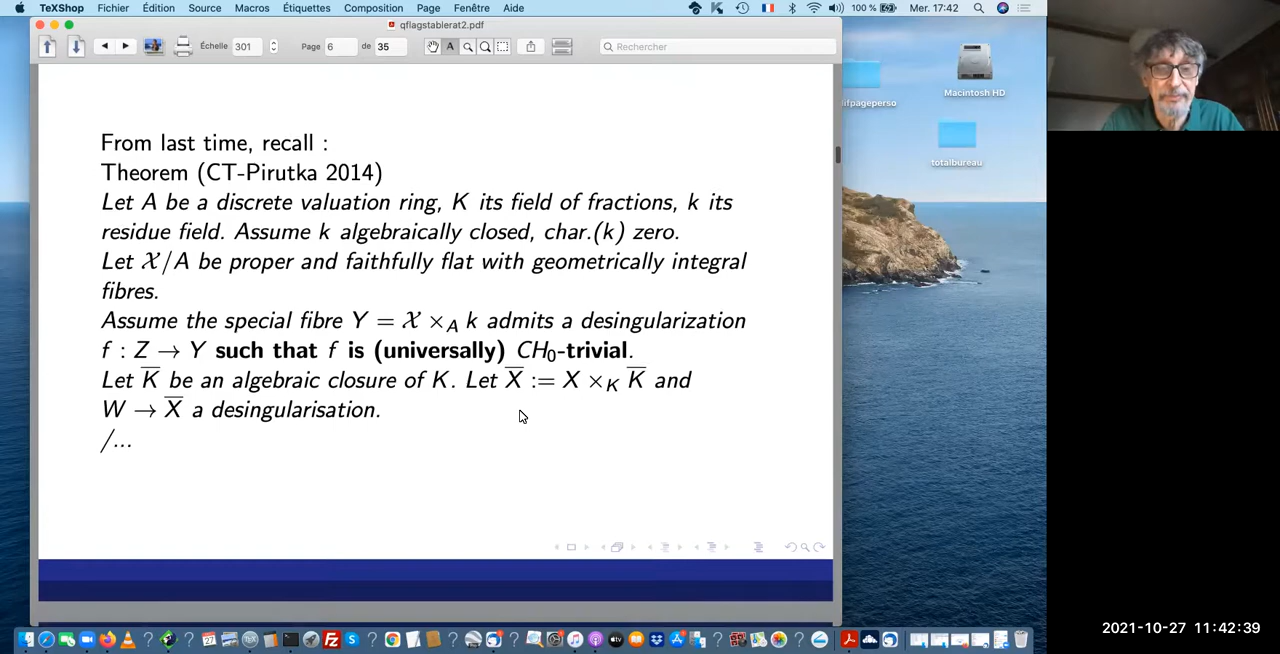 TeXShop Fichier Édition Source Macros Étiquettes Composition Page Fenêtre Aide 100 % Mer. 17:42
qflagstablerat2.pdf
Échelle 301 Page 6 de 35 Rechercher
From last time, recall :
Theorem (CT-Pirutka 2014)
Let A be a discrete valuation ring, K its field of fractions, k its
residue field. Assume k algebraically closed, char.(k) zero.
Let 𝒳/A be proper and faithfully flat with geometrically integral
fibres.
Assume the special fibre Y = 𝒳 ×_A k admits a desingularization
f : Z → Y such that f is (universally) CH₀-trivial.
Let K̅ be an algebraic closure of K. Let X̅ := X ×_K K̅ and
W → X̅ a desingularisation.
/...
Macintosh HD
ifpageperso
totalbureau
2021-10-27 11:42:39